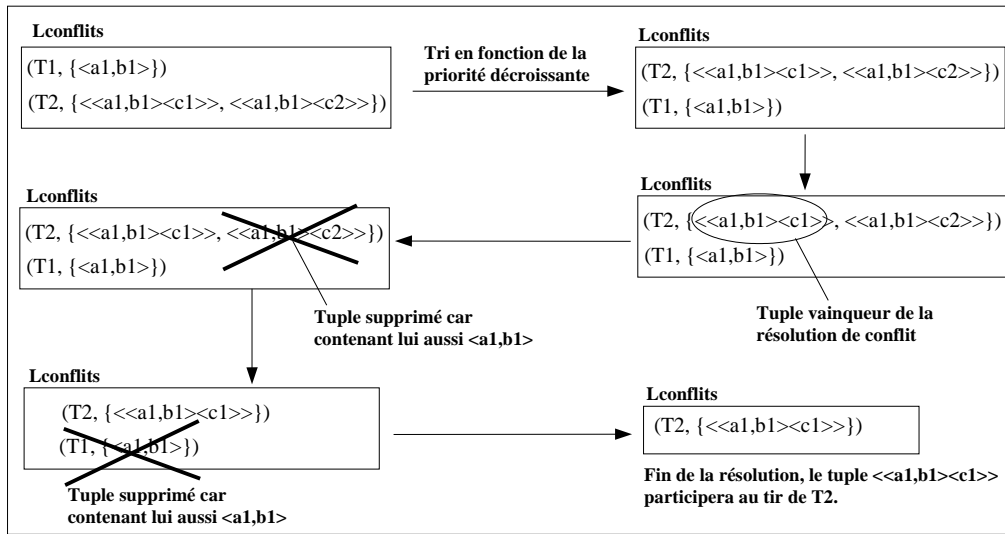 Lconflits
(T1, {<a1,b1>})
(T2, {<<a1,b1><c1>>, <<a1,b1><c2>>})
Tri en fonction de la
priorité décroissante
Lconflits
(T2, {<<a1,b1><c1>>, <<a1,b1><c2>>})
(T1, {<a1,b1>})
Lconflits
(T2, {<<a1,b1><c1>>, <<a1,b1><c2>>})
(T1, {<a1,b1>})
Tuple vainqueur de la
résolution de conflit
Lconflits
(T2, {<<a1,b1><c1>>, <<a1,b1><c2>>})
(T1, {<a1,b1>})
Tuple supprimé car
contenant lui aussi <a1,b1>
Lconflits
(T2, {<<a1,b1><c1>>})
(T1, {<a1,b1>})
Tuple supprimé car
contenant lui aussi <a1,b1>
Lconflits
(T2, {<<a1,b1><c1>>})
Fin de la résolution, le tuple <<a1,b1><c1>>
participera au tir de T2.